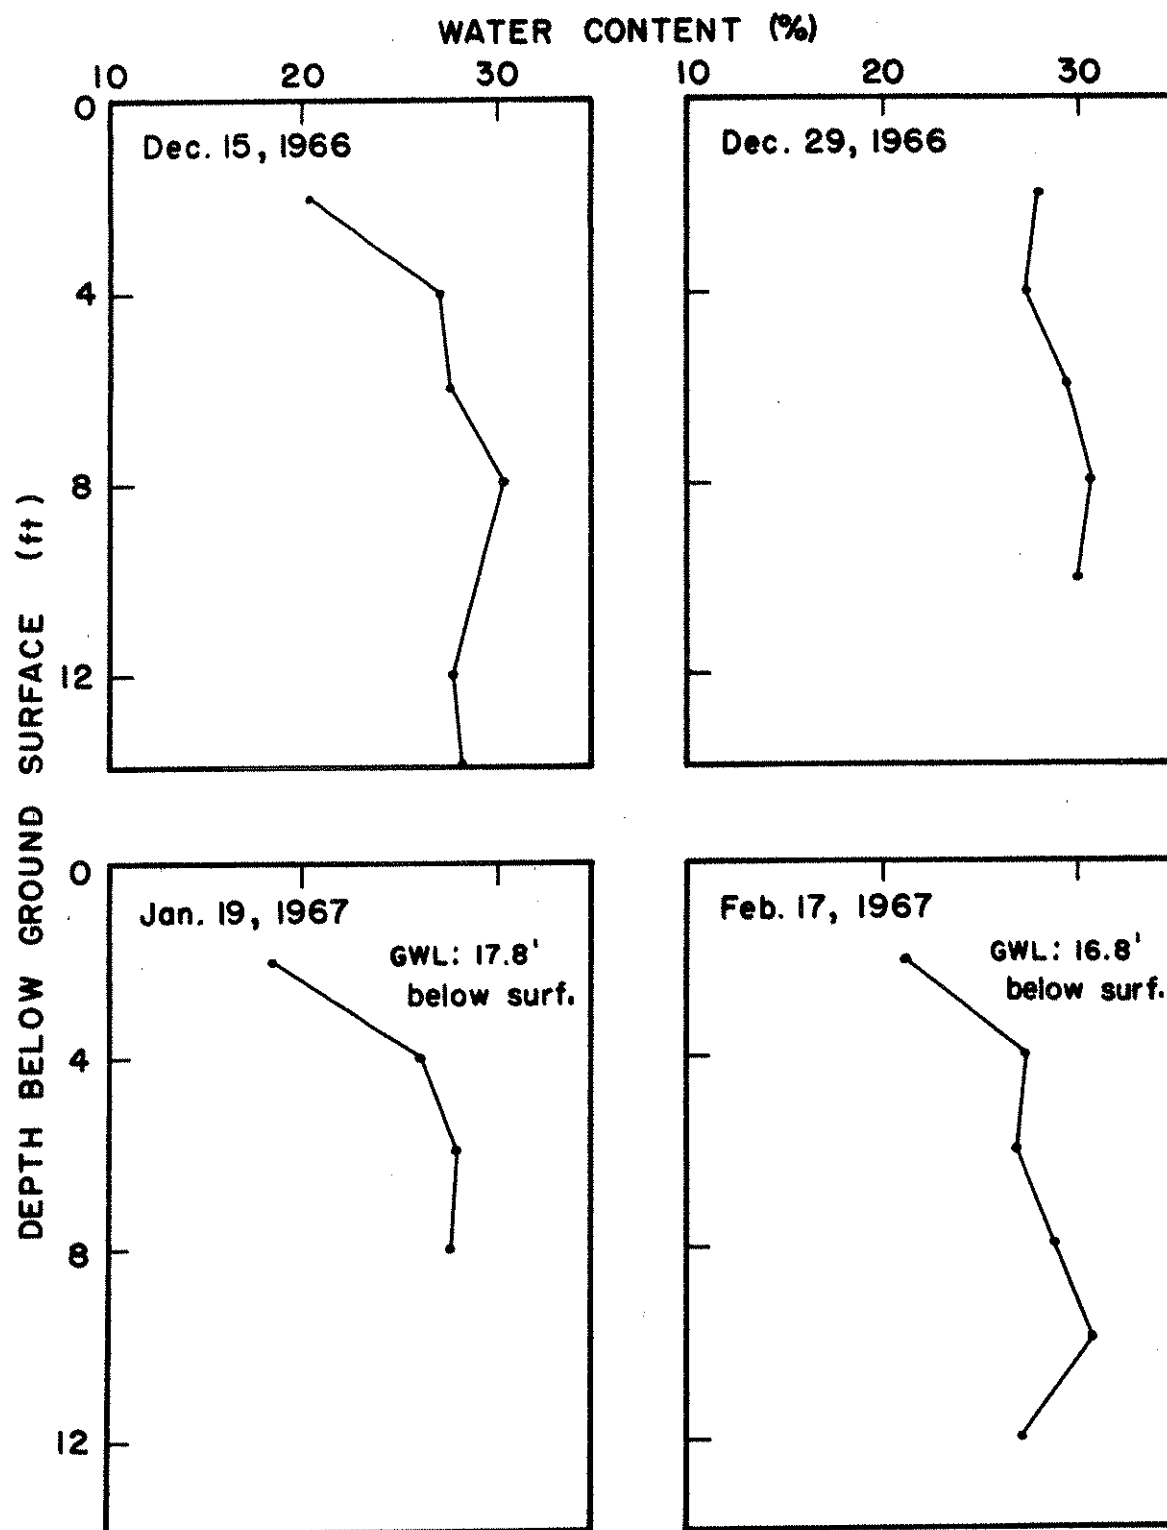 WATER CONTENT (%)
10 20 30 10 20 30
0
Dec. 15, 1966
Dec. 29, 1966
4
8
12
DEPTH BELOW GROUND SURFACE (ft)
0
Jan. 19, 1967
GWL: 17.8'
below surf.
Feb. 17, 1967
GWL: 16.8'
below surf.
4
8
12